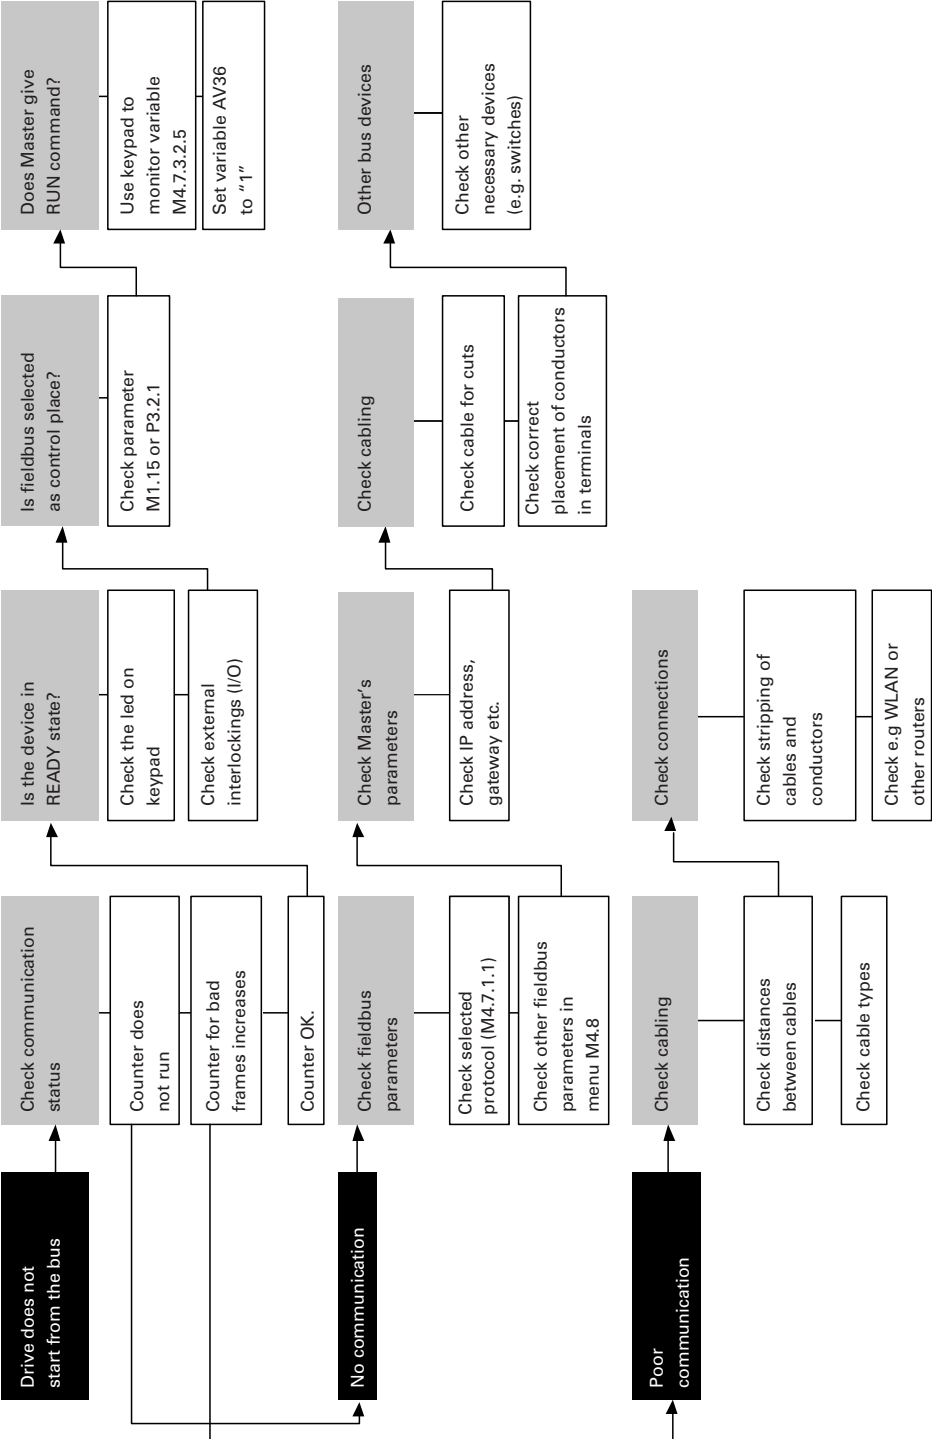 Drive does not
start from the bus
Check communication
status
Counter does
not run
Counter for bad
frames increases
Counter OK.
Is the device in
READY state?
Check the led on
keypad
Check external
interlockings (I/O)
Is fieldbus selected
as control place?
Check parameter
M1.15 or P3.2.1
Does Master give
RUN command?
Use keypad to
monitor variable
M4.7.3.2.5
Set variable AV36
to “1”
No communication
Check fieldbus
parameters
Check selected
protocol (M4.7.1.1)
Check other fieldbus
parameters in
menu M4.8
Check Master’s
parameters
Check IP address,
gateway etc.
Check cabling
Check cable for cuts
Check correct
placement of conductors
in terminals
Other bus devices
Check other
necessary devices
(e.g. switches)
Poor
communication
Check cabling
Check distances
between cables
Check cable types
Check connections
Check stripping of
cables and
conductors
Check e.g WLAN or
other routers